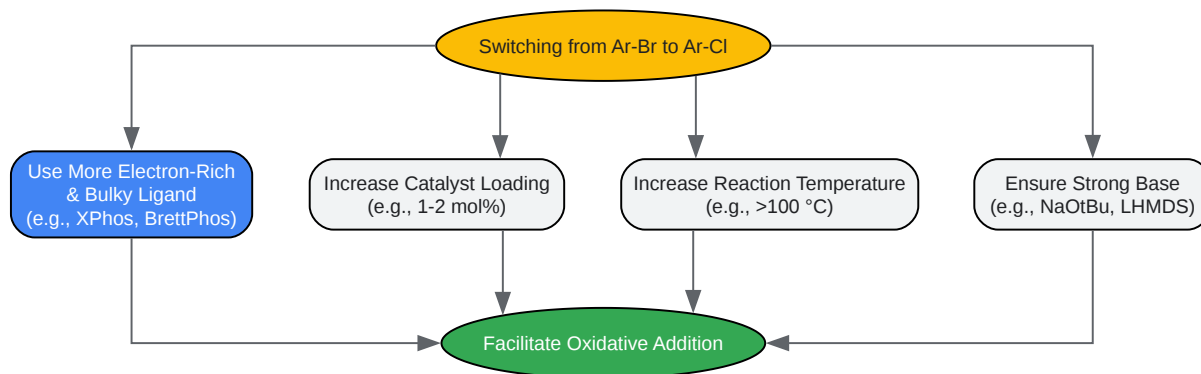 Switching from Ar-Br to Ar-Cl
Use More Electron-Rich
& Bulky Ligand
(e.g., XPhos, BrettPhos)
Increase Catalyst Loading
(e.g., 1-2 mol%)
Increase Reaction Temperature
(e.g., >100 °C)
Ensure Strong Base
(e.g., NaOtBu, LHMDS)
Facilitate Oxidative Addition